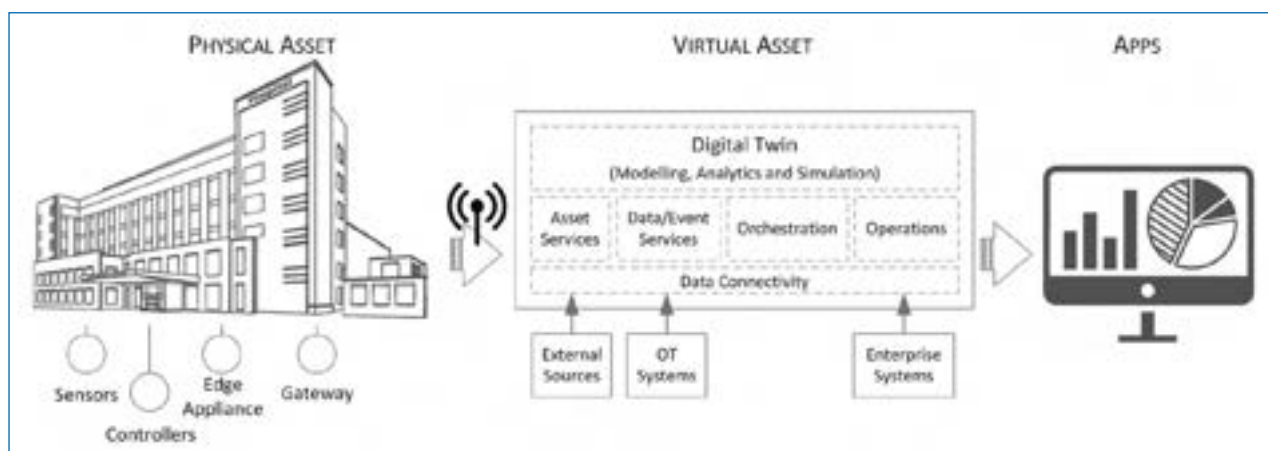 PHYSICAL ASSET
VIRTUAL ASSET
APPS
Digital Twin
(Modelling, Analytics and Simulation)
Asset
Services
Data/Event
Services
Orchestration
Operations
Data Connectivity
External
Sources
OT
Systems
Enterprise
Systems
Sensors
Controllers
Edge
Appliance
Gateway